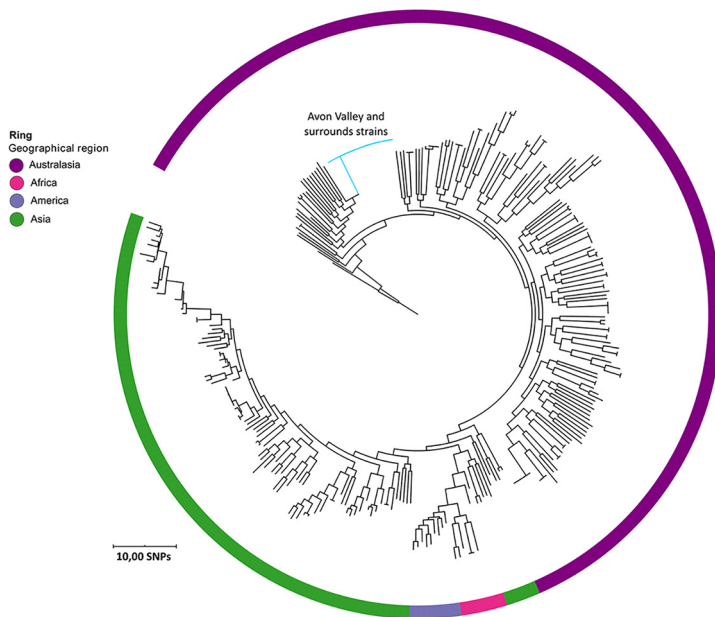 Avon Valley and
surrounds strains
Ring
Geographical region
Australasia
Africa
America
Asia
10,00 SNPs